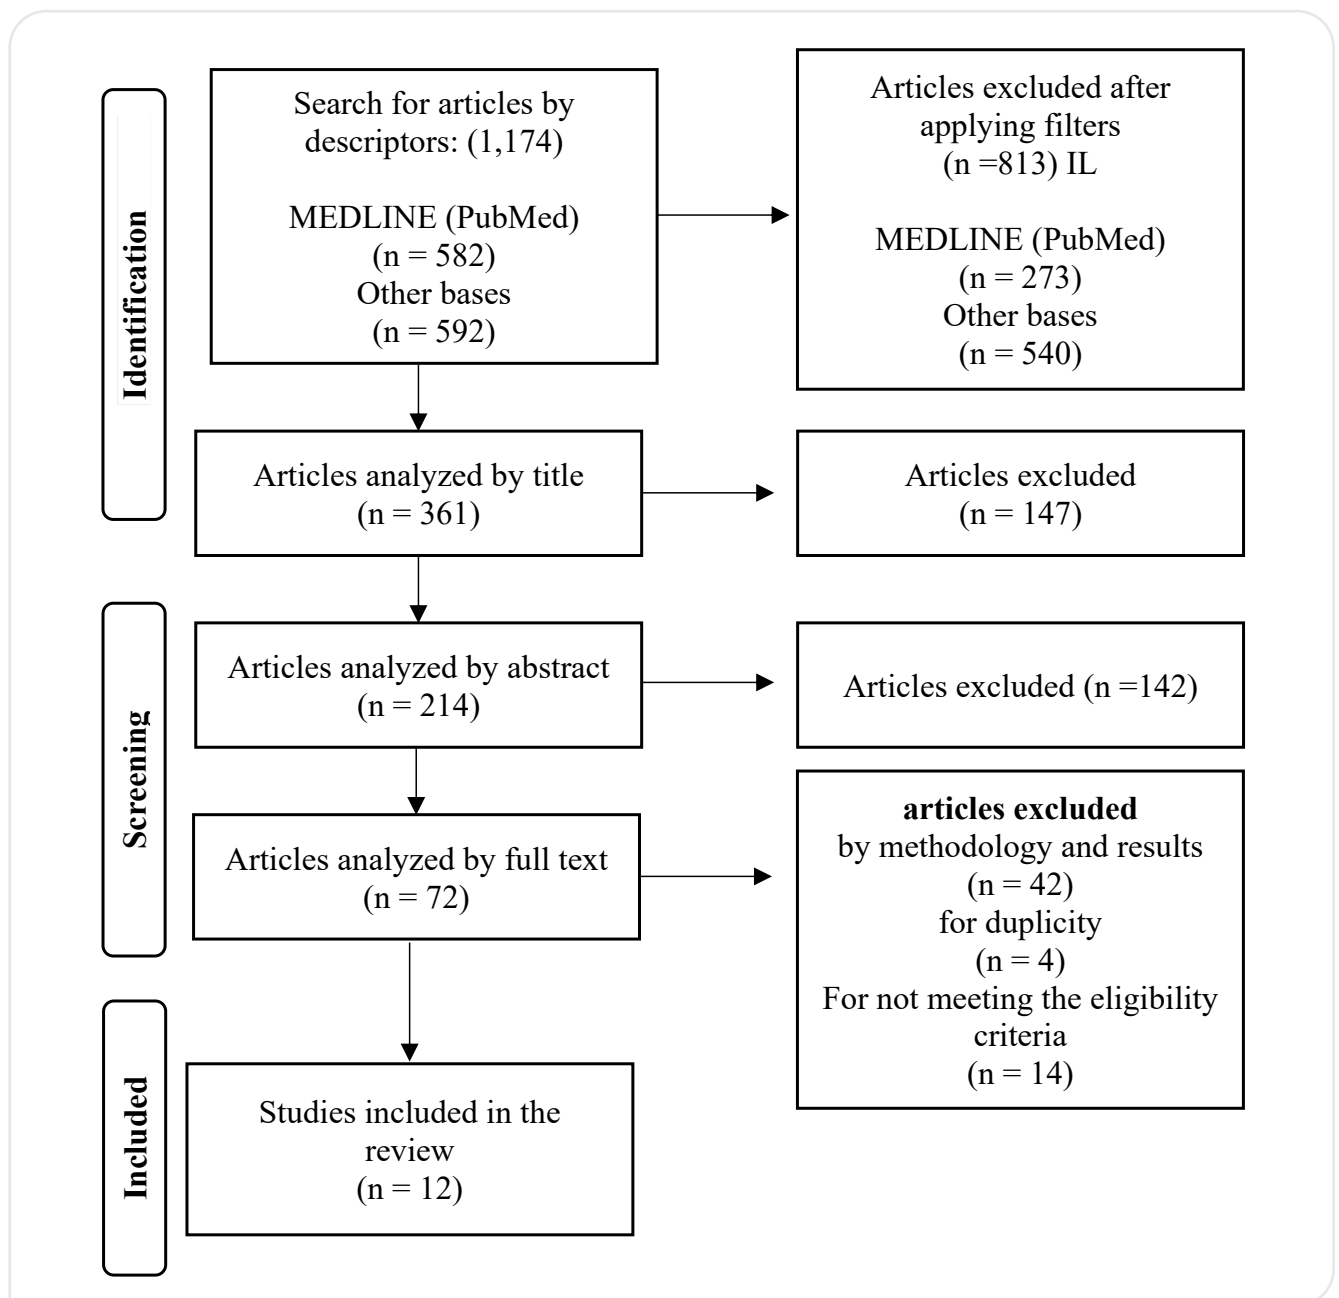 Identification
Search for articles by
descriptors: (1,174)
MEDLINE (PubMed)
(n = 582)
Other bases
(n = 592)
Articles excluded after
applying filters
(n =813) IL
MEDLINE (PubMed)
(n = 273)
Other bases
(n = 540)
Articles analyzed by title
(n = 361)
Articles excluded
(n = 147)
Screening
Articles analyzed by abstract
(n = 214)
Articles excluded (n =142)
Articles analyzed by full text
(n = 72)
articles excluded
by methodology and results
(n = 42)
for duplicity
(n = 4)
For not meeting the eligibility
criteria
(n = 14)
Included
Studies included in the
review
(n = 12)